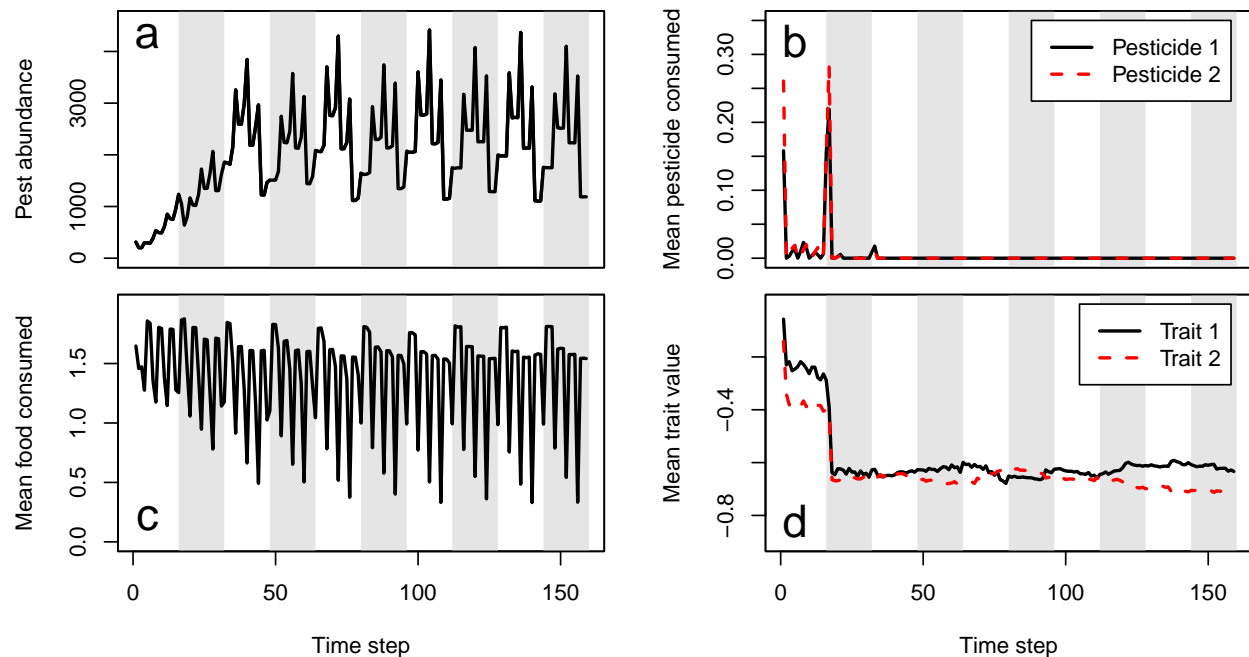 a
Pest abundance
0
1000
3000
b
Mean pesticide consumed
0.00
0.10
0.20
0.30
Pesticide 1
Pesticide 2
c
Mean food consumed
0.0
0.5
1.0
1.5
0
50
100
150
Time step
d
Mean trait value
−0.8
−0.4
Trait 1
Trait 2
0
50
100
150
Time step